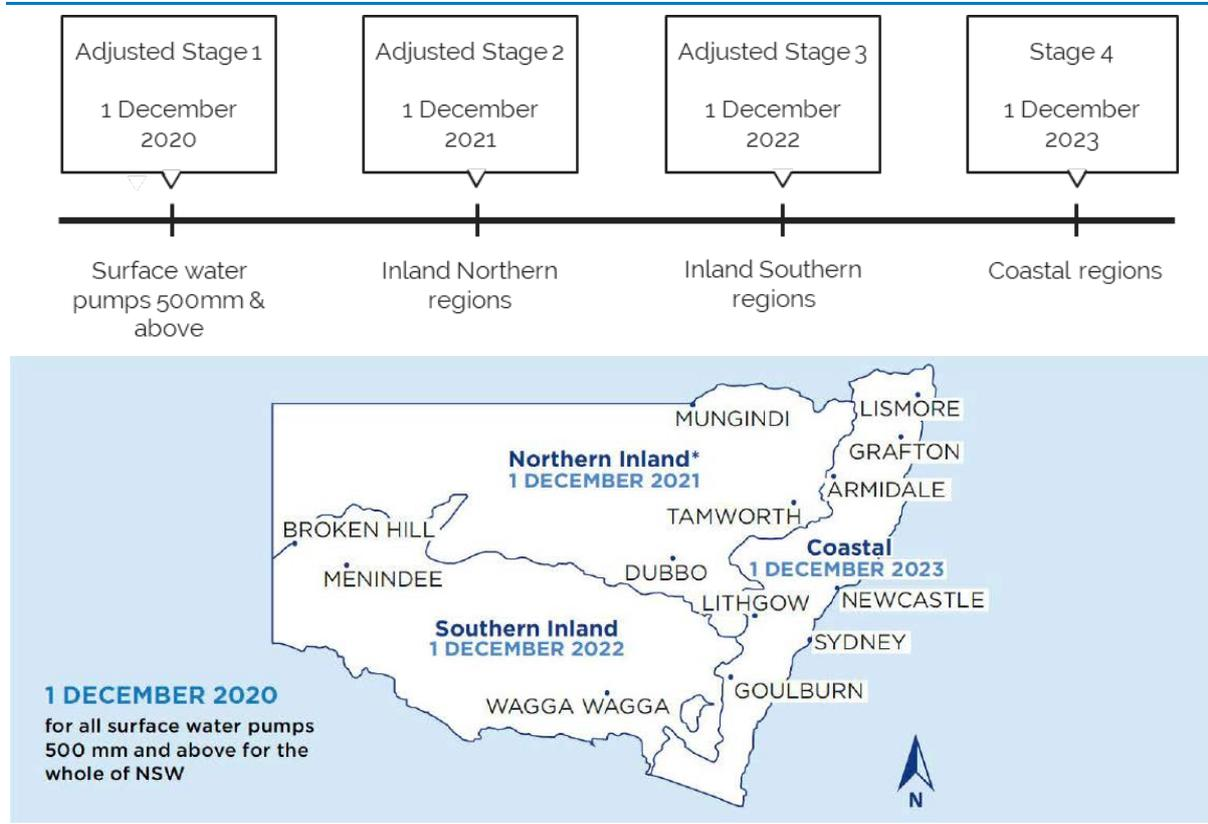 Adjusted Stage 1
1 December
2020
Adjusted Stage 2
1 December
2021
Adjusted Stage 3
1 December
2022
Stage 4
1 December
2023
Surface water
pumps 500mm &
above
Inland Northern
regions
Inland Southern
regions
Coastal regions
MUNGINDI
LISMORE
GRAFTON
Northern Inland*
1 DECEMBER 2021
ARMIDALE
TAMWORTH
BROKEN HILL
Coastal
1 DECEMBER 2023
MENINDEE
DUBBO
LITHGOW
NEWCASTLE
Southern Inland
1 DECEMBER 2022
SYDNEY
GOULBURN
WAGGA WAGGA
1 DECEMBER 2020
for all surface water pumps
500 mm and above for the
whole of NSW
N